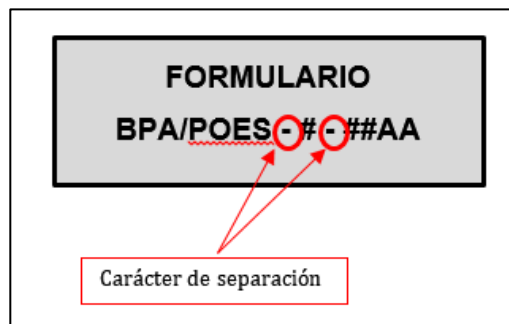 FORMULARIO
BPA/POES - # - ##AA
Carácter de separación